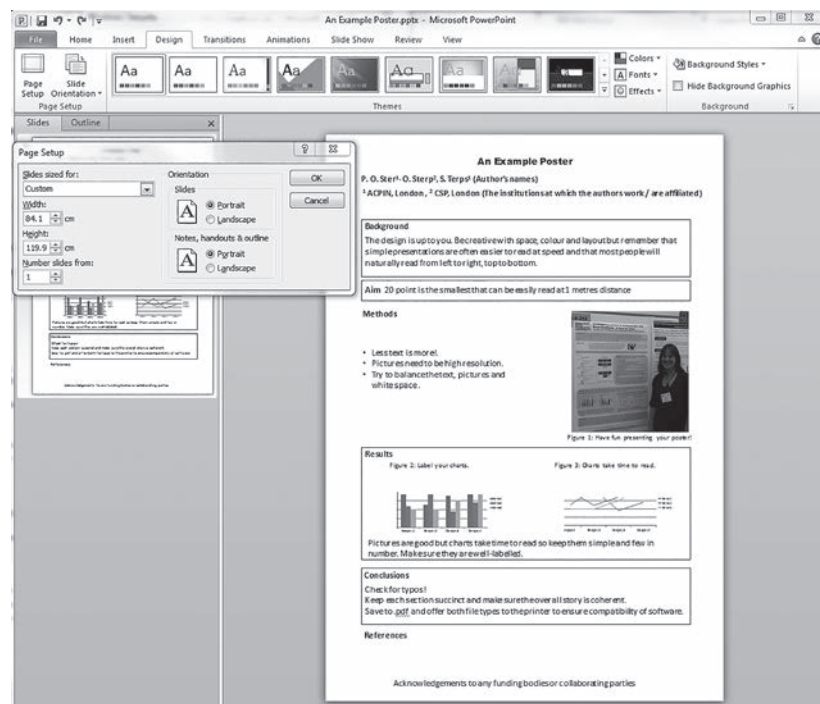 An Example Poster.pptx - Microsoft PowerPoint
File Home Insert Design Transitions Animations Slide Show Review View
Page Setup
Slide Orientation
Aa Aa Aa Aa Aa Aa Aa Aa Aa
Colors
Fonts
Effects
Background Styles
Hide Background Graphics
Page Setup
Themes
Background
Slides Outline
Page Setup
Slides sized for:
Custom
Width:
84.1 cm
Height:
119.9 cm
Number slides from:
1
Orientation
Slides
A
Portrait
Landscape
Notes, handouts & outline
A
Portrait
Landscape
OK
Cancel
References
An Example Poster
P. O. Ster¹- O. Sterp², S. Terps¹ (Author's names)
¹ ACPIN, London , ² CSP, London (The institutions at which the authors work / are affiliated)
Background
The design is up to you. Be creative with space, colour and layout but remember that
simple presentations are often easier to read at speed and that most people will
naturally read from left to right, top to bottom.
Aim 20 point is the smallest that can be easily read at 1 metres distance
Methods
• Less text is more!.
• Pictures need to be high resolution.
• Try to balance the text, pictures and
white space.
Figure 1: Have fun presenting your poster!
Results
Figure 2: Label your charts.
Figure 3: Charts take time to read.
Pictures are good but charts take time to read so keep them simple and few in
number. Make sure they are well-labelled.
Conclusions
Check for typos!
Keep each section succinct and make sure the over all story is coherent.
Save to .pdf and offer both file types to the printer to ensure compatibility of software.
References
Acknowledgements to any funding bodies or collaborating parties